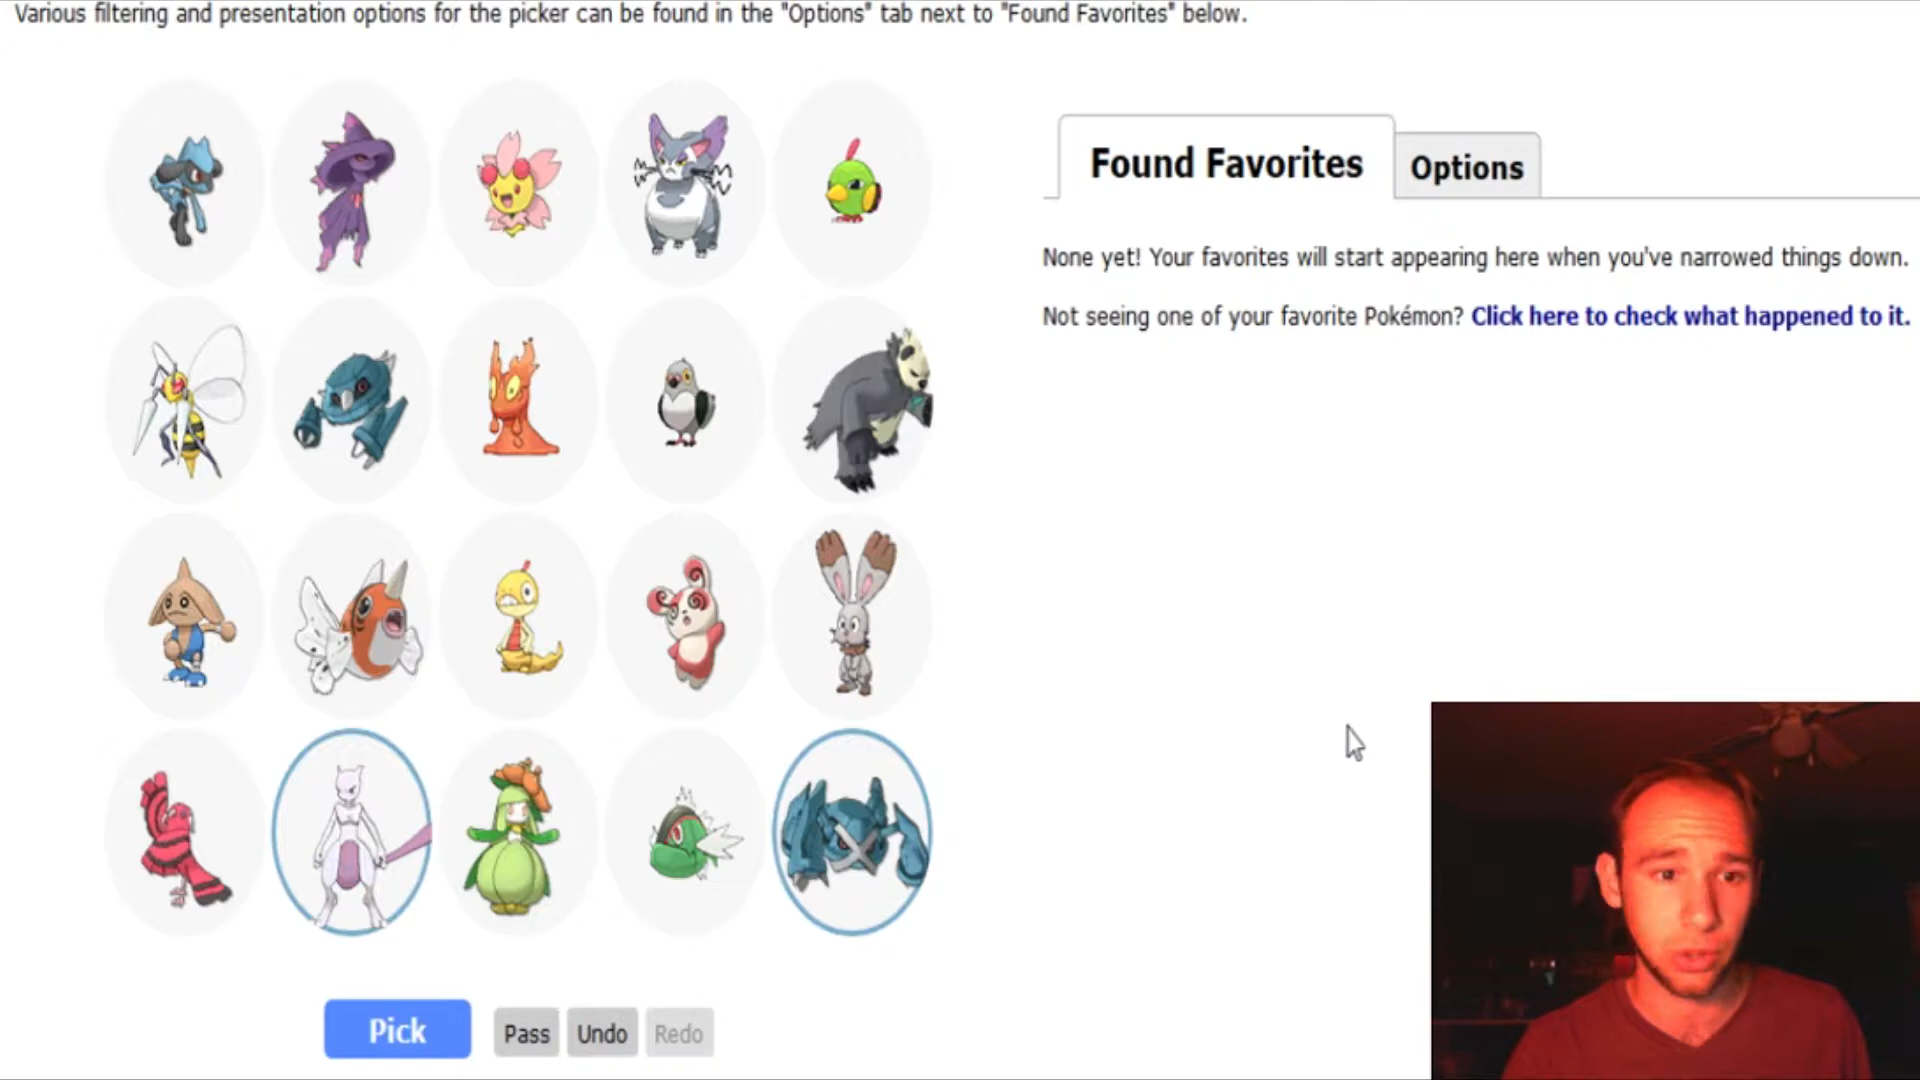 Various filtering and presentation options for the picker can be found in the "Options" tab next to "Found Favorites" below.
Found Favorites
Options
None yet! Your favorites will start appearing here when you've narrowed things down.
Not seeing one of your favorite Pokémon? Click here to check what happened to it.
Pick
Pass
Undo
Redo